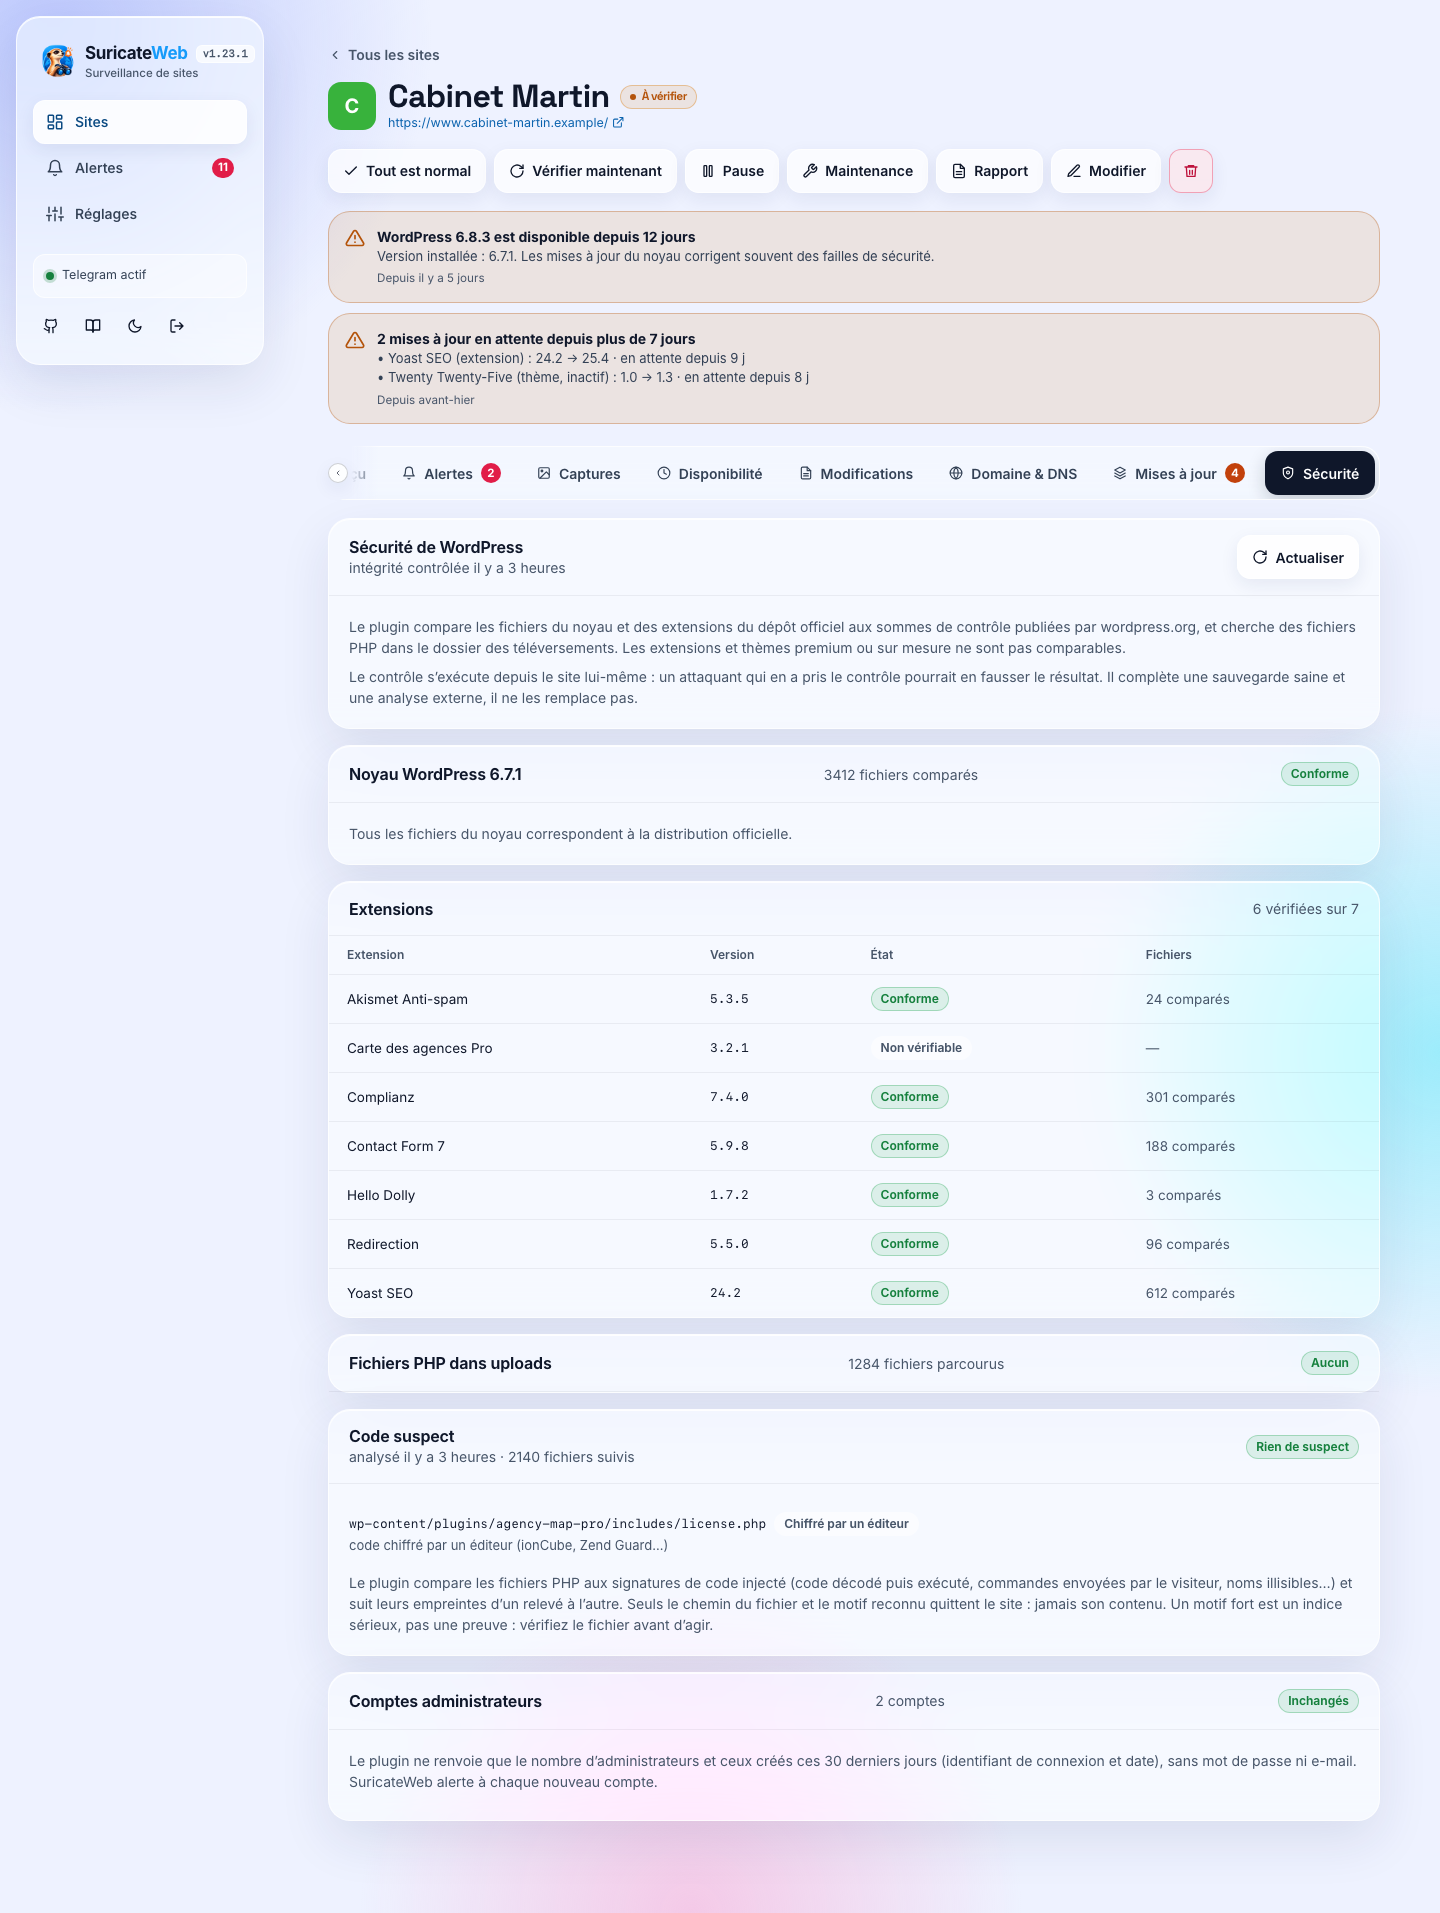 SuricateWeb v1.23.1
Surveillance de sites
Sites
Alertes 11
Réglages
Telegram actif
Tous les sites
C
Cabinet Martin À vérifier
https://www.cabinet-martin.example/
Tout est normal Vérifier maintenant Pause Maintenance Rapport Modifier
WordPress 6.8.3 est disponible depuis 12 jours
Version installée : 6.7.1. Les mises à jour du noyau corrigent souvent des failles de sécurité.
Depuis il y a 5 jours
2 mises à jour en attente depuis plus de 7 jours
• Yoast SEO (extension) : 24.2 → 25.4 · en attente depuis 9 j
• Twenty Twenty-Five (thème, inactif) : 1.0 → 1.3 · en attente depuis 8 j
Depuis avant-hier
Alertes 2 Captures Disponibilité Modifications Domaine & DNS Mises à jour 4 Sécurité
Sécurité de WordPress
intégrité contrôlée il y a 3 heures
Actualiser
Le plugin compare les fichiers du noyau et des extensions du dépôt officiel aux sommes de contrôle publiées par wordpress.org, et cherche des fichiers
PHP dans le dossier des téléversements. Les extensions et thèmes premium ou sur mesure ne sont pas comparables.
Le contrôle s’exécute depuis le site lui-même : un attaquant qui en a pris le contrôle pourrait en fausser le résultat. Il complète une sauvegarde saine et
une analyse externe, il ne les remplace pas.
Noyau WordPress 6.7.1 3412 fichiers comparés Conforme
Tous les fichiers du noyau correspondent à la distribution officielle.
Extensions 6 vérifiées sur 7
Extension Version État Fichiers
Akismet Anti-spam 5.3.5 Conforme 24 comparés
Carte des agences Pro 3.2.1 Non vérifiable —
Complianz 7.4.0 Conforme 301 comparés
Contact Form 7 5.9.8 Conforme 188 comparés
Hello Dolly 1.7.2 Conforme 3 comparés
Redirection 5.5.0 Conforme 96 comparés
Yoast SEO 24.2 Conforme 612 comparés
Fichiers PHP dans uploads 1284 fichiers parcourus Aucun
Code suspect
analysé il y a 3 heures · 2140 fichiers suivis
Rien de suspect
wp-content/plugins/agency-map-pro/includes/license.php Chiffré par un éditeur
code chiffré par un éditeur (ionCube, Zend Guard…)
Le plugin compare les fichiers PHP aux signatures de code injecté (code décodé puis exécuté, commandes envoyées par le visiteur, noms illisibles…) et
suit leurs empreintes d’un relevé à l’autre. Seuls le chemin du fichier et le motif reconnu quittent le site : jamais son contenu. Un motif fort est un indice
sérieux, pas une preuve : vérifiez le fichier avant d’agir.
Comptes administrateurs 2 comptes Inchangés
Le plugin ne renvoie que le nombre d’administrateurs et ceux créés ces 30 derniers jours (identifiant de connexion et date), sans mot de passe ni e-mail.
SuricateWeb alerte à chaque nouveau compte.